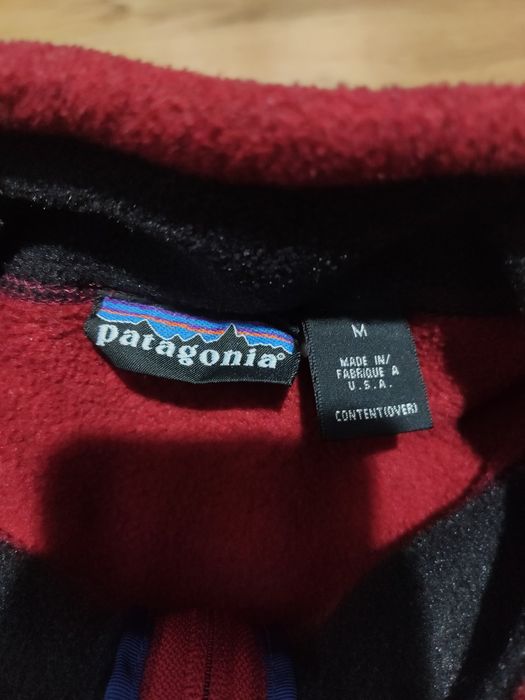 patagonia®
M
MADE IN/
FABRIQUE A
U.S.A.
CONTENT(OVER)